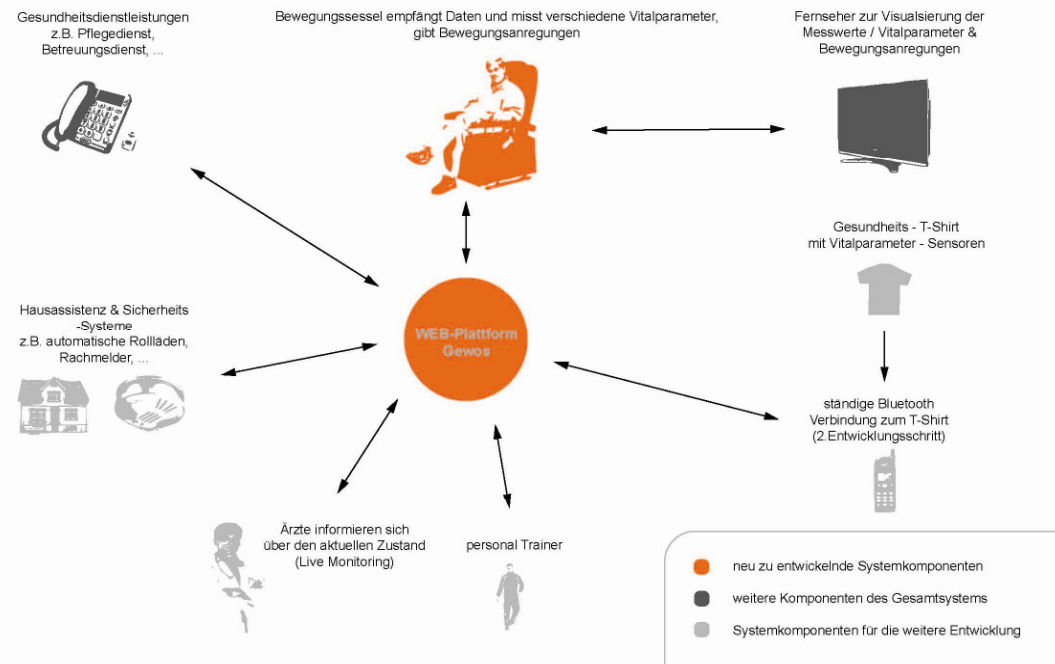 Gesundheitsdienstleistungen
z.B. Pflegedienst,
Betreuungsdienst, ...
Bewegungssessel empfängt Daten und misst verschiedene Vitalparameter,
gibt Bewegungsanregungen
Fernseher zur Visualsierung der
Messwerte / Vitalparameter &
Bewegungsanregungen
Gesundheits - T-Shirt
mit Vitalparameter - Sensoren
Hausassistenz & Sicherheits
-Systeme
z.B. automatische Rollläden,
Rachmelder, ...
WEB-Plattform
Gewos
ständige Bluetooth
Verbindung zum T-Shirt
(2.Entwicklungsschritt)
Ärzte informieren sich
über den aktuellen Zustand
(Live Monitoring)
personal Trainer
neu zu entwickelnde Systemkomponenten
weitere Komponenten des Gesamtsystems
Systemkomponenten für die weitere Entwicklung